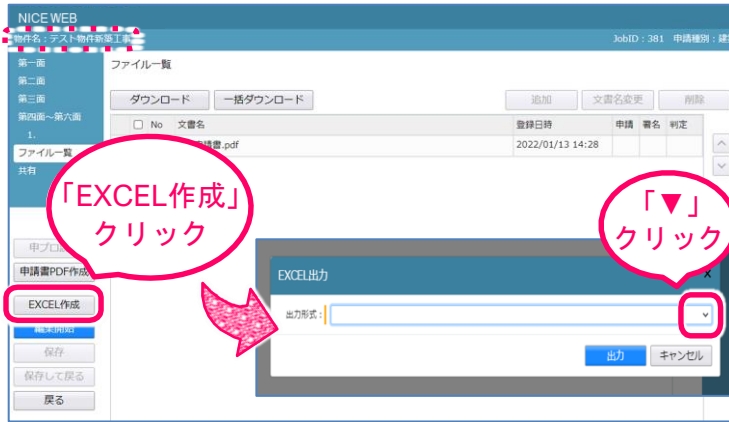 NICE WEB
物件名：テスト物件新築工事
JobID：381 申請種別：建
第一面
第二面
第三面
第四面～第六面
1.
ファイル一覧
共有
ファイル一覧
ダウンロード 一括ダウンロード 追加 文書名変更 削除
No 文書名 登録日時 申請 署名 判定
請書.pdf 2022/01/13 14:28
「EXCEL作成」
クリック
「▼」
クリック
申プロ
申請書PDF作成
EXCEL作成
編集開始
保存
保存して戻る
戻る
EXCEL出力 x
出力形式：
出力 キャンセル